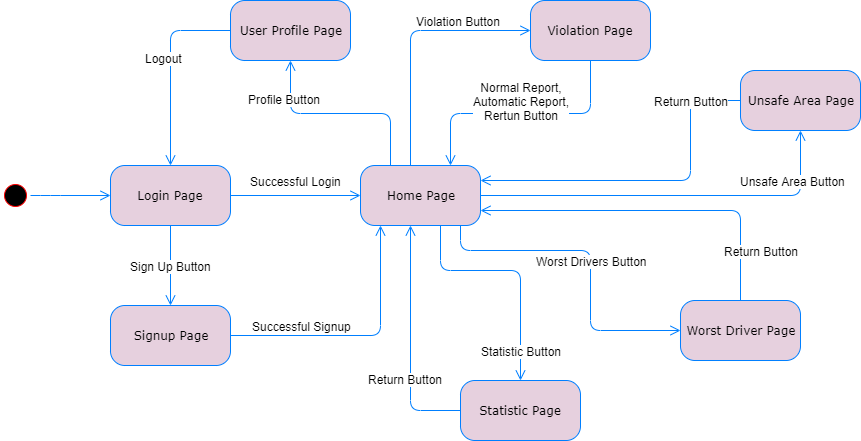 User Profile Page
Violation Button
Violation Page
Logout
Profile Button
Normal Report,
Automatic Report,
Rertun Button
Return Button
Unsafe Area Page
Login Page
Successful Login
Home Page
Unsafe Area Button
Sign Up Button
Worst Drivers Button
Return Button
Signup Page
Successful Signup
Worst Driver Page
Statistic Button
Return Button
Statistic Page